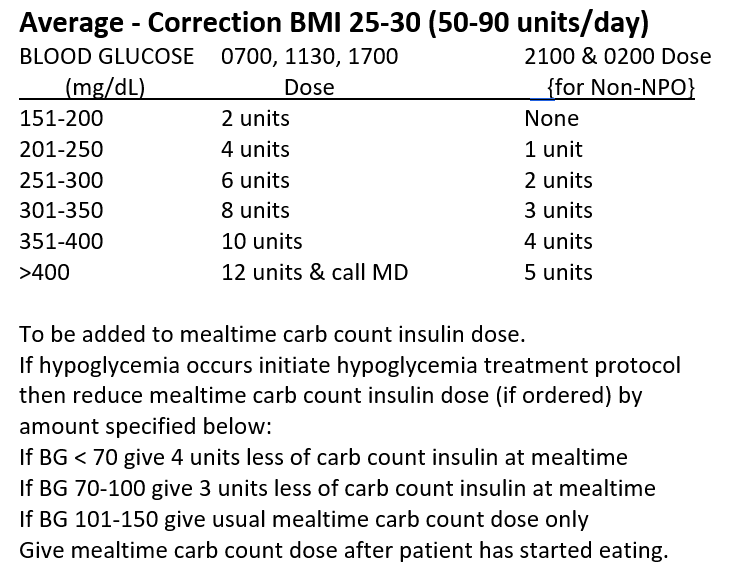 Average - Correction BMI 25-30 (50-90 units/day)
BLOOD GLUCOSE 0700, 1130, 1700 2100 & 0200 Dose
(mg/dL) Dose {for Non-NPO}
151-200 2 units None
201-250 4 units 1 unit
251-300 6 units 2 units
301-350 8 units 3 units
351-400 10 units 4 units
>400 12 units & call MD 5 units
To be added to mealtime carb count insulin dose.
If hypoglycemia occurs initiate hypoglycemia treatment protocol
then reduce mealtime carb count insulin dose (if ordered) by
amount specified below:
If BG < 70 give 4 units less of carb count insulin at mealtime
If BG 70-100 give 3 units less of carb count insulin at mealtime
If BG 101-150 give usual mealtime carb count dose only
Give mealtime carb count dose after patient has started eating.